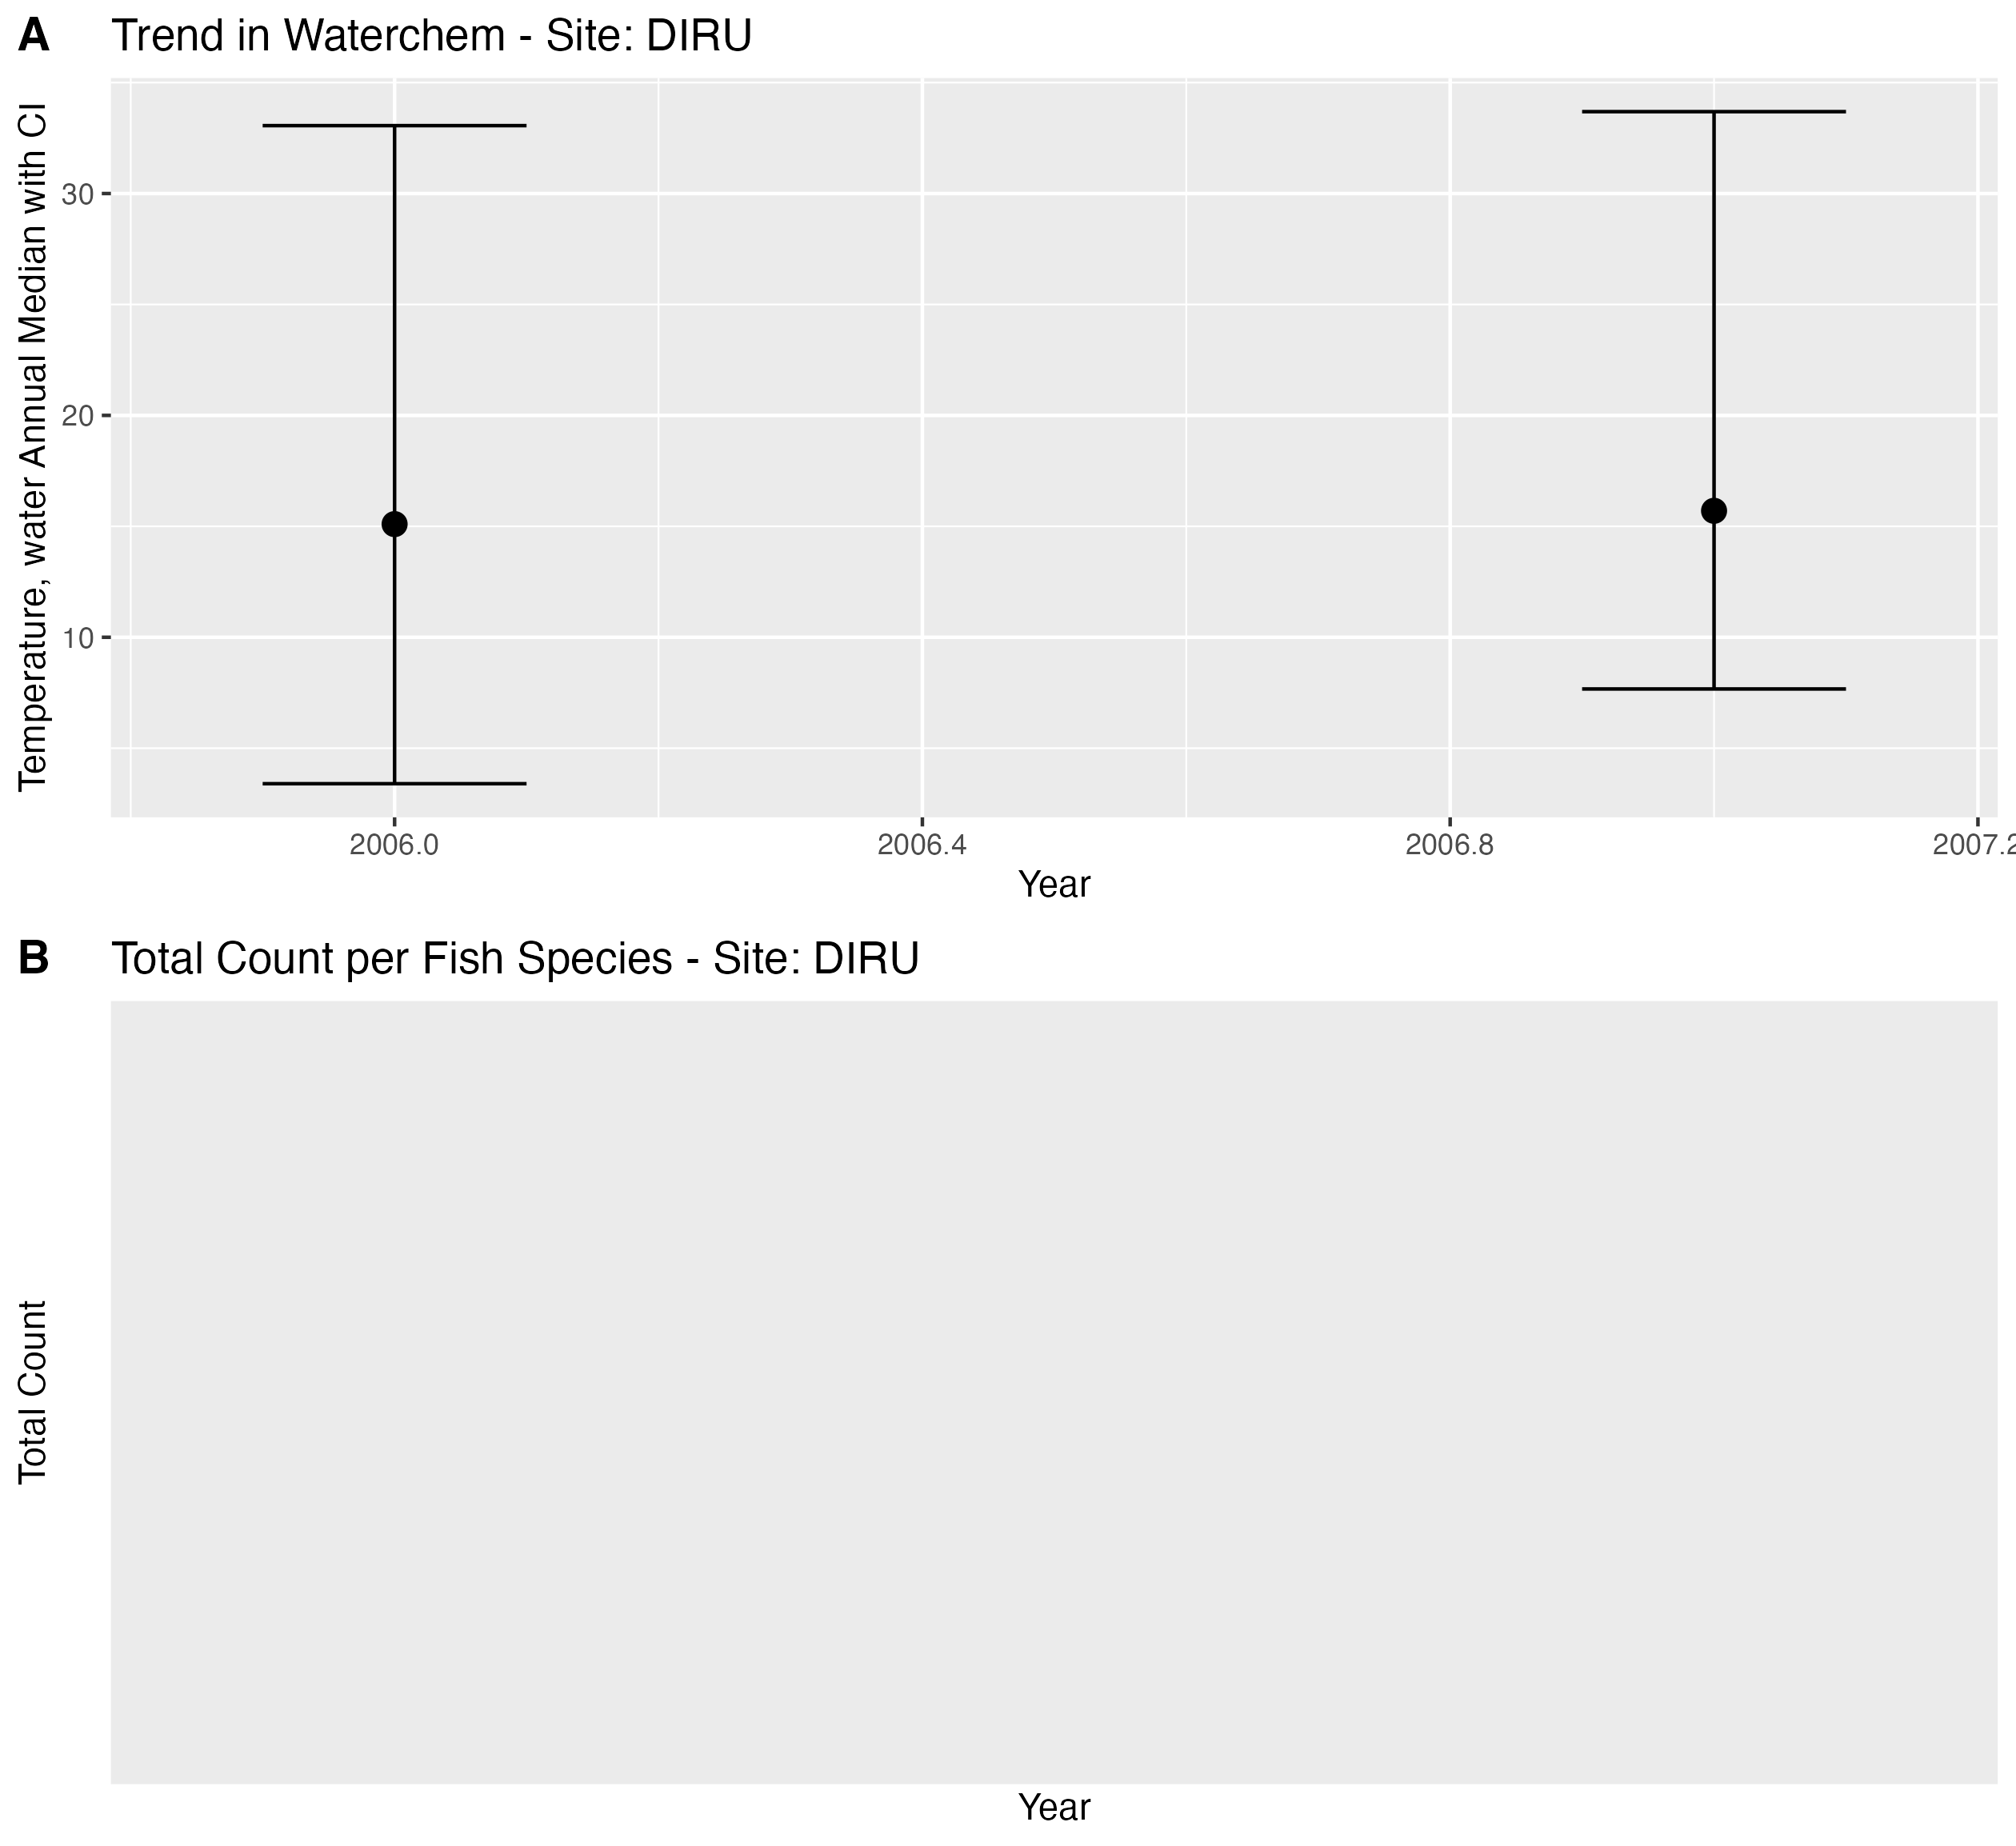 A Trend in Waterchem - Site: DIRU
Temperature, water Annual Median with CI
30
20
10
2006.0 2006.4 2006.8 2007.2
Year
B Total Count per Fish Species - Site: DIRU
Total Count
Year